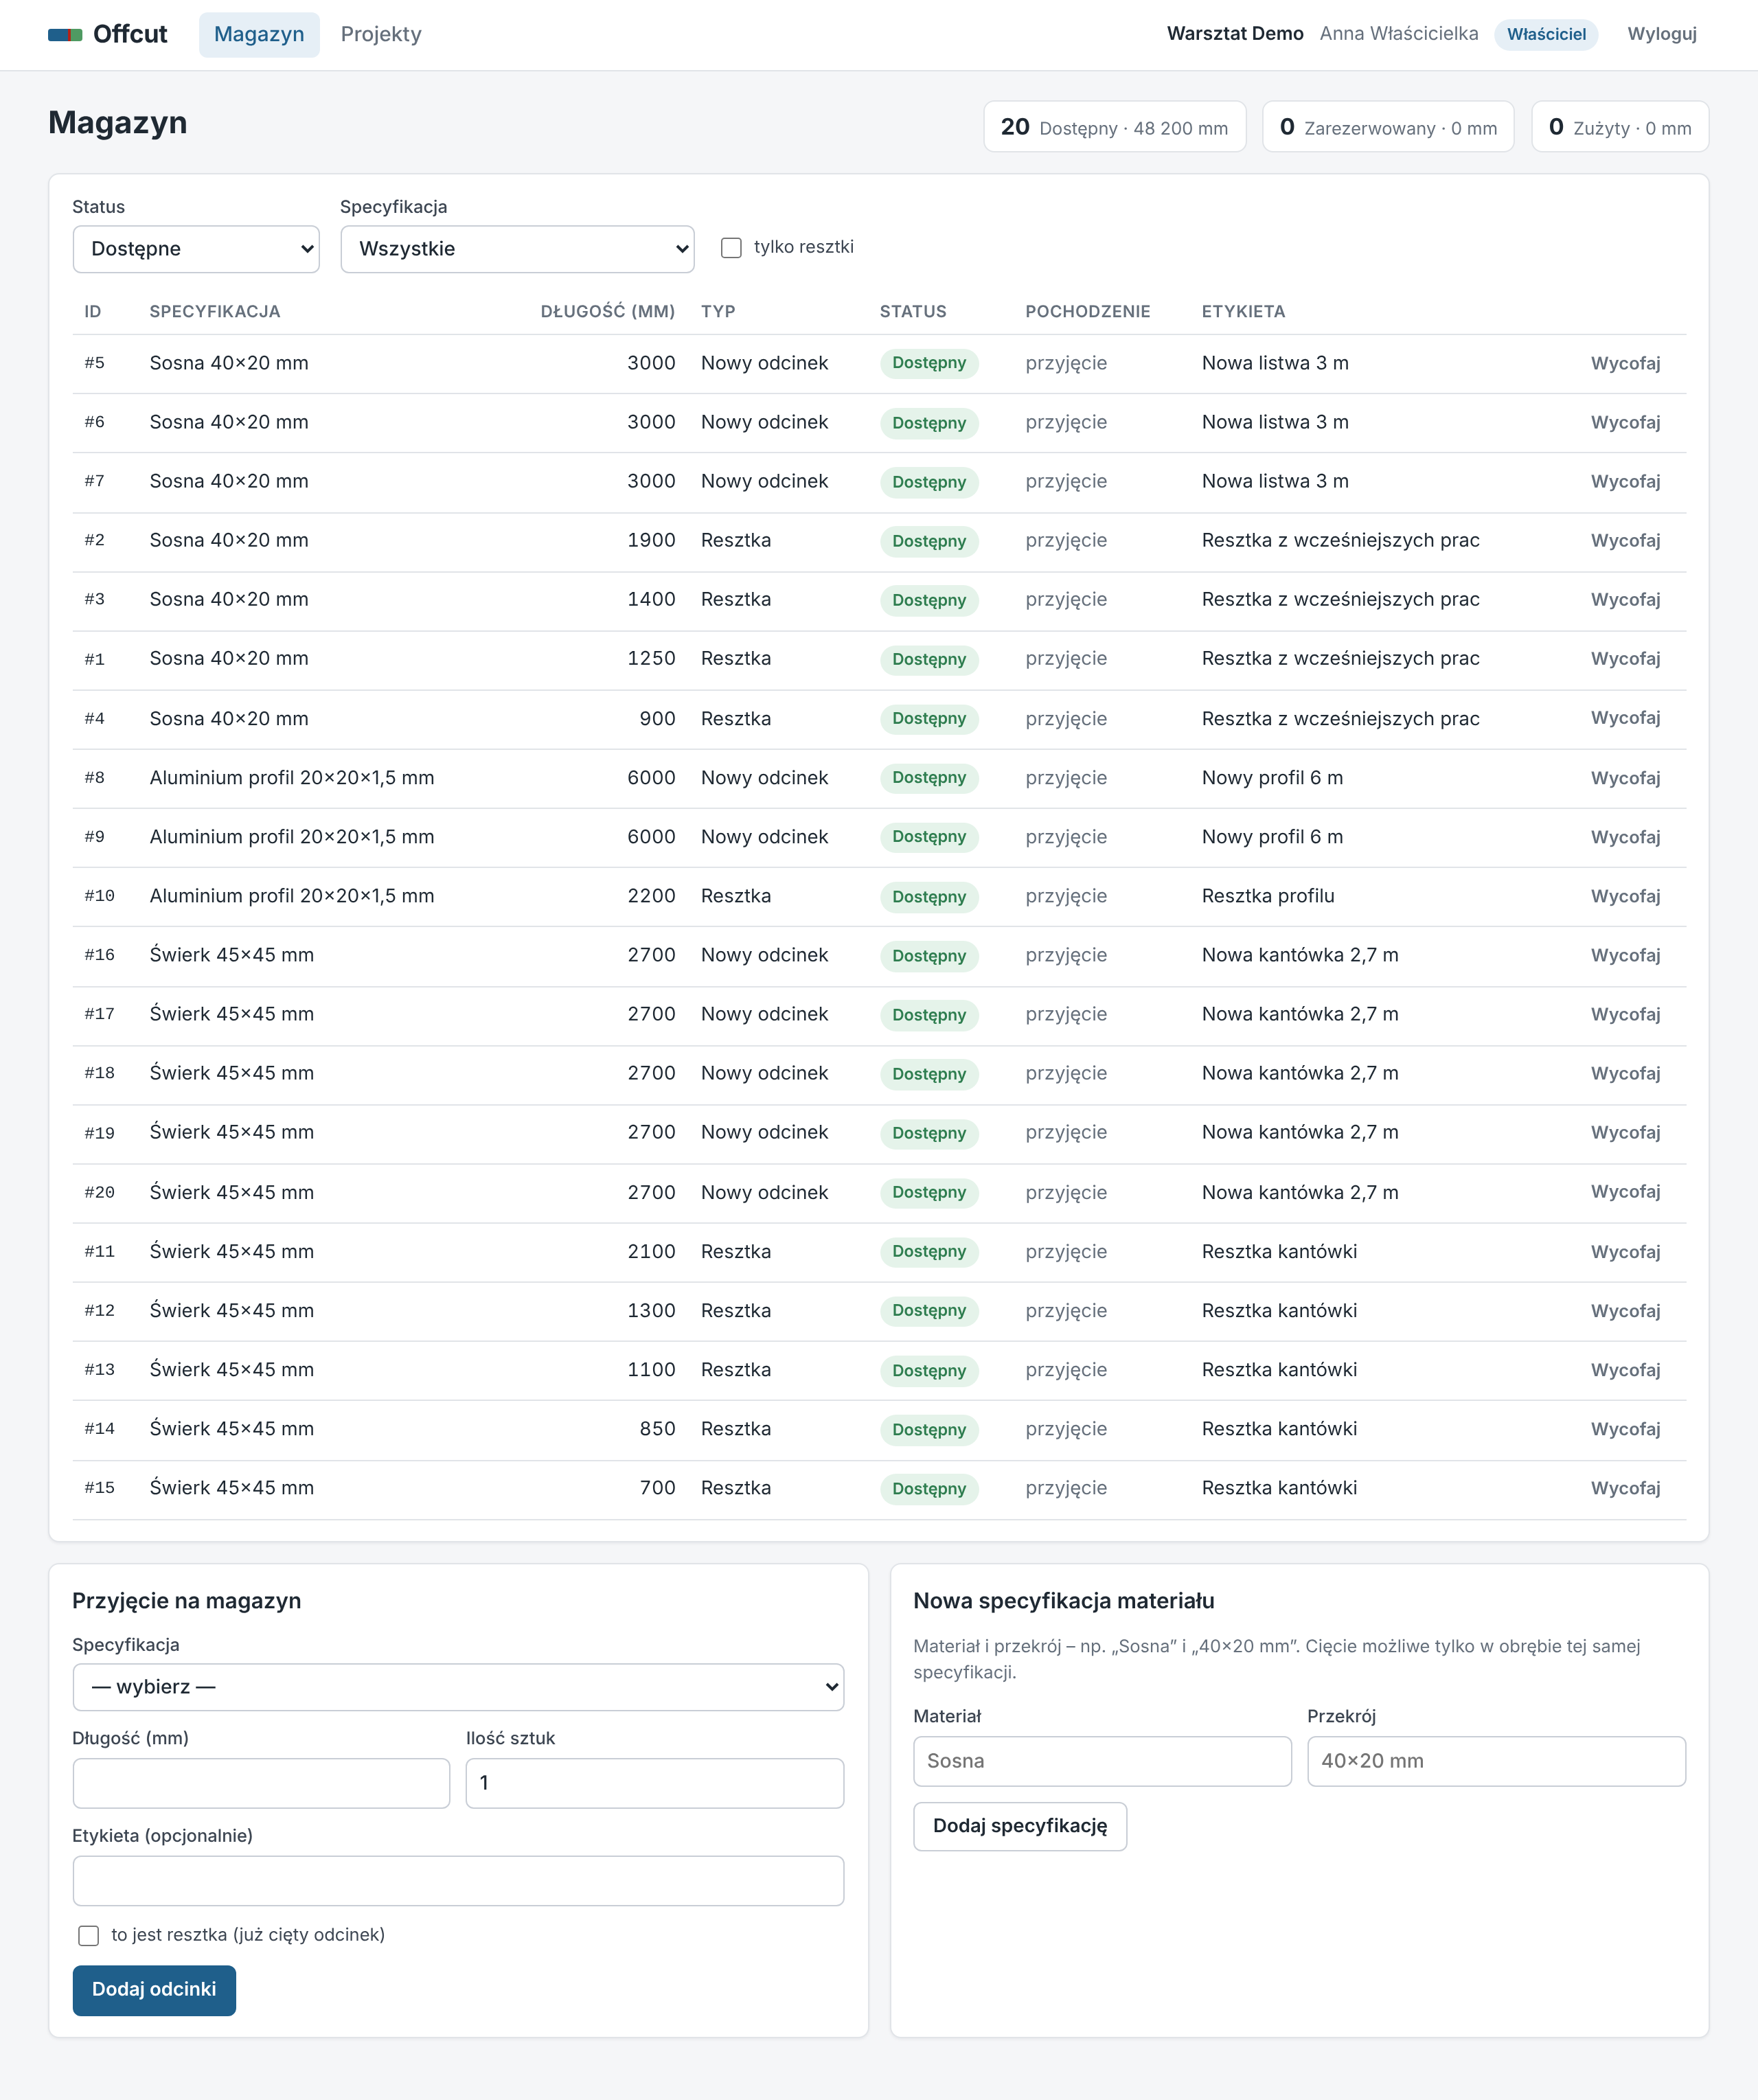 Offcut Magazyn Projekty Warsztat Demo Anna Właścicielka Właściciel Wyloguj
Magazyn 20 Dostępny · 48 200 mm 0 Zarezerwowany · 0 mm 0 Zużyty · 0 mm
Status Specyfikacja
Dostępne Wszystkie tylko resztki
ID SPECYFIKACJA DŁUGOŚĆ (MM) TYP STATUS POCHODZENIE ETYKIETA
#5 Sosna 40×20 mm 3000 Nowy odcinek Dostępny przyjęcie Nowa listwa 3 m Wycofaj
#6 Sosna 40×20 mm 3000 Nowy odcinek Dostępny przyjęcie Nowa listwa 3 m Wycofaj
#7 Sosna 40×20 mm 3000 Nowy odcinek Dostępny przyjęcie Nowa listwa 3 m Wycofaj
#2 Sosna 40×20 mm 1900 Resztka Dostępny przyjęcie Resztka z wcześniejszych prac Wycofaj
#3 Sosna 40×20 mm 1400 Resztka Dostępny przyjęcie Resztka z wcześniejszych prac Wycofaj
#1 Sosna 40×20 mm 1250 Resztka Dostępny przyjęcie Resztka z wcześniejszych prac Wycofaj
#4 Sosna 40×20 mm 900 Resztka Dostępny przyjęcie Resztka z wcześniejszych prac Wycofaj
#8 Aluminium profil 20×20×1,5 mm 6000 Nowy odcinek Dostępny przyjęcie Nowy profil 6 m Wycofaj
#9 Aluminium profil 20×20×1,5 mm 6000 Nowy odcinek Dostępny przyjęcie Nowy profil 6 m Wycofaj
#10 Aluminium profil 20×20×1,5 mm 2200 Resztka Dostępny przyjęcie Resztka profilu Wycofaj
#16 Świerk 45×45 mm 2700 Nowy odcinek Dostępny przyjęcie Nowa kantówka 2,7 m Wycofaj
#17 Świerk 45×45 mm 2700 Nowy odcinek Dostępny przyjęcie Nowa kantówka 2,7 m Wycofaj
#18 Świerk 45×45 mm 2700 Nowy odcinek Dostępny przyjęcie Nowa kantówka 2,7 m Wycofaj
#19 Świerk 45×45 mm 2700 Nowy odcinek Dostępny przyjęcie Nowa kantówka 2,7 m Wycofaj
#20 Świerk 45×45 mm 2700 Nowy odcinek Dostępny przyjęcie Nowa kantówka 2,7 m Wycofaj
#11 Świerk 45×45 mm 2100 Resztka Dostępny przyjęcie Resztka kantówki Wycofaj
#12 Świerk 45×45 mm 1300 Resztka Dostępny przyjęcie Resztka kantówki Wycofaj
#13 Świerk 45×45 mm 1100 Resztka Dostępny przyjęcie Resztka kantówki Wycofaj
#14 Świerk 45×45 mm 850 Resztka Dostępny przyjęcie Resztka kantówki Wycofaj
#15 Świerk 45×45 mm 700 Resztka Dostępny przyjęcie Resztka kantówki Wycofaj
Przyjęcie na magazyn
Specyfikacja
— wybierz —
Długość (mm) Ilość sztuk
1
Etykieta (opcjonalnie)
to jest resztka (już cięty odcinek)
Dodaj odcinki
Nowa specyfikacja materiału
Materiał i przekrój – np. „Sosna” i „40×20 mm”. Cięcie możliwe tylko w obrębie tej samej
specyfikacji.
Materiał Przekrój
Sosna 40×20 mm
Dodaj specyfikację